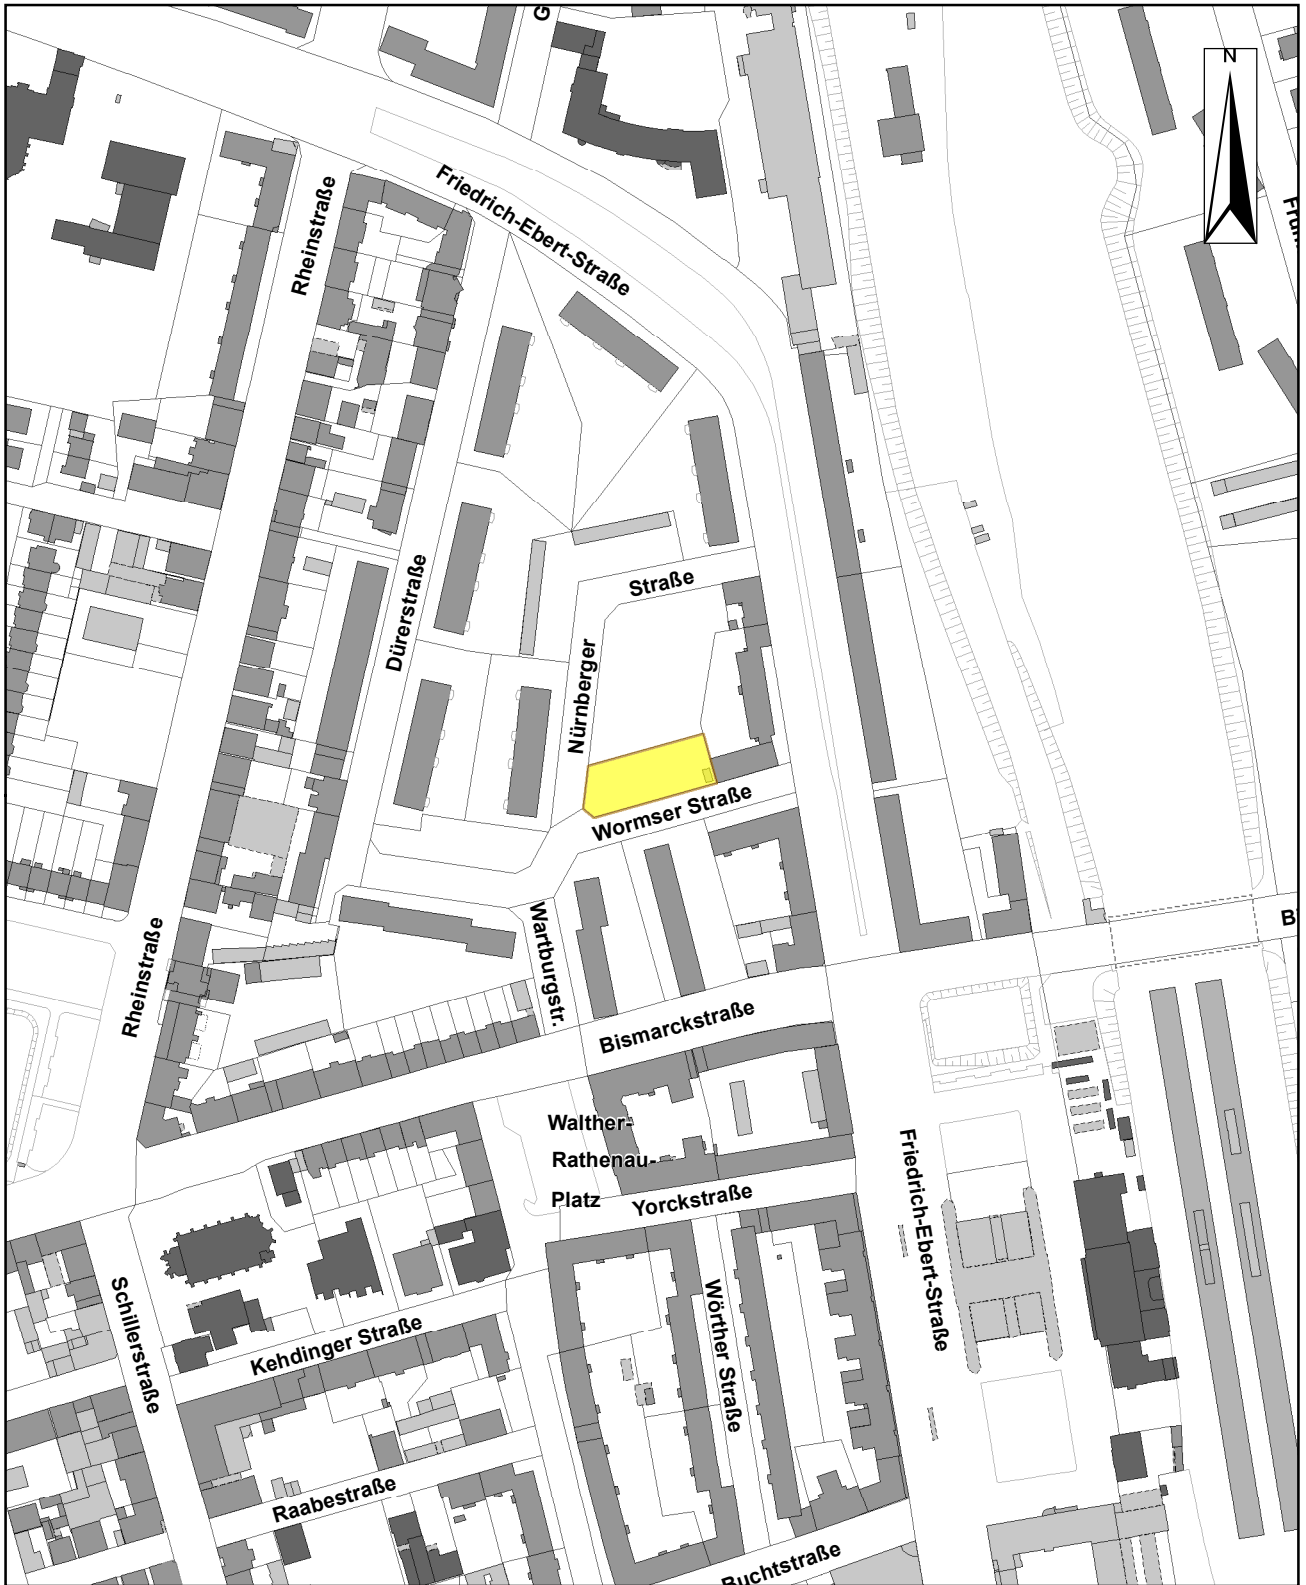 G
N
Friedrich-Ebert-Straße
Rheinstraße
Straße
Dürerstraße
Nürnberger
Wormser Straße
Wartburgstr.
Rheinstraße
Bismarckstraße
Walther-
Rathenau-
Platz
Yorckstraße
Friedrich-Ebert-Straße
Schillerstraße
Kehdinger Straße
Wörther Straße
Raabestraße
Buchtstraße